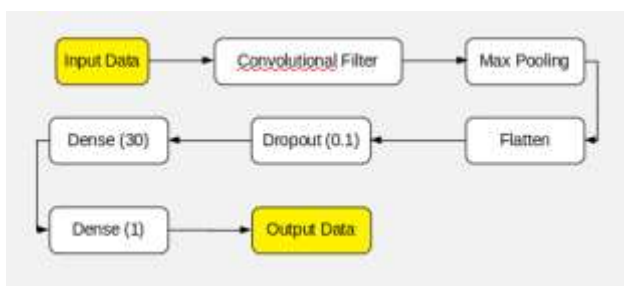 Input Data
Convolutional Filter
Max Pooling
Flatten
Dropout (0.1)
Dense (30)
Dense (1)
Output Data